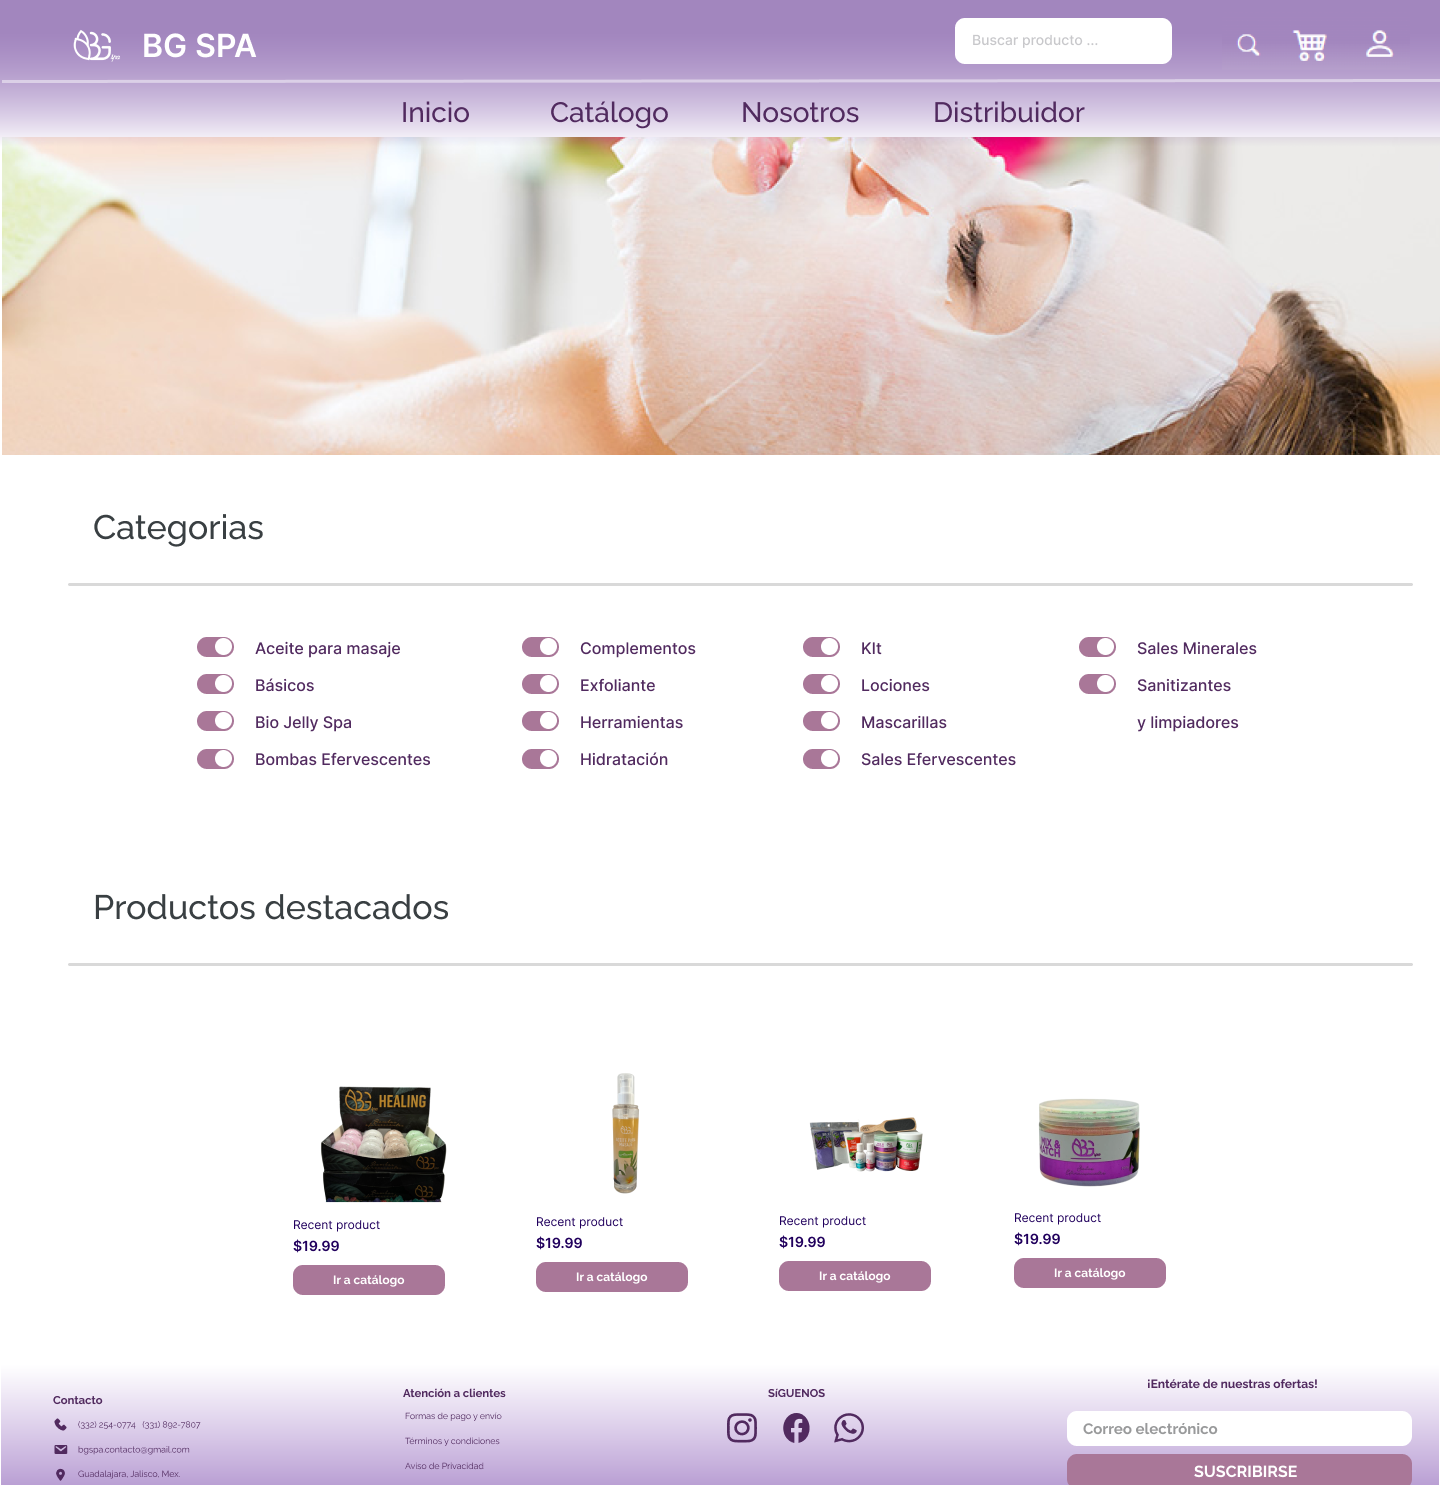 BG SPA
Buscar producto ...
Inicio
Catálogo
Nosotros
Distribuidor
Categorias
Aceite para masaje
Básicos
Bio Jelly Spa
Bombas Efervescentes
Complementos
Exfoliante
Herramientas
Hidratación
KIt
Lociones
Mascarillas
Sales Efervescentes
Sales Minerales
Sanitizantes
y limpiadores
Productos destacados
HEALING
Recent product
$19.99
Ir a catálogo
Recent product
$19.99
Ir a catálogo
Recent product
$19.99
Ir a catálogo
Recent product
$19.99
Ir a catálogo
Contacto
(332) 254-0774 (331) 892-7807
bgspa.contacto@gmail.com
Guadalajara, Jalisco, Mex.
Atención a clientes
Formas de pago y envío
Términos y condiciones
Aviso de Privacidad
SíGUENOS
¡Entérate de nuestras ofertas!
Correo electrónico
SUSCRIBIRSE